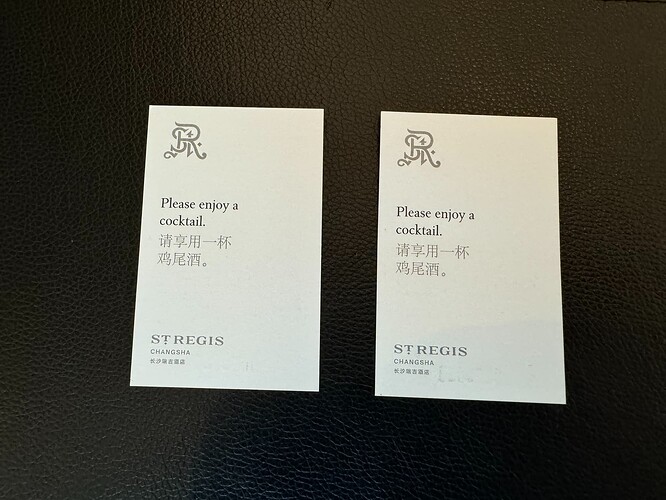 Please enjoy a
cocktail.
请享用一杯
鸡尾酒。
ST REGIS
CHANGSHA
长沙瑞吉酒店
Please enjoy a
cocktail.
请享用一杯
鸡尾酒。
ST REGIS
CHANGSHA
长沙瑞吉酒店